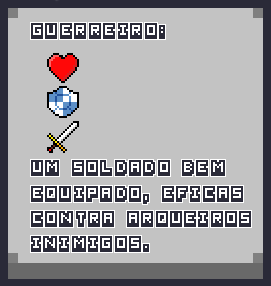 GUERREIRO:
UM SOLDADO BEM
EQUIPADO, EFICAS
CONTRA ARQUEIROS
INIMIGOS.